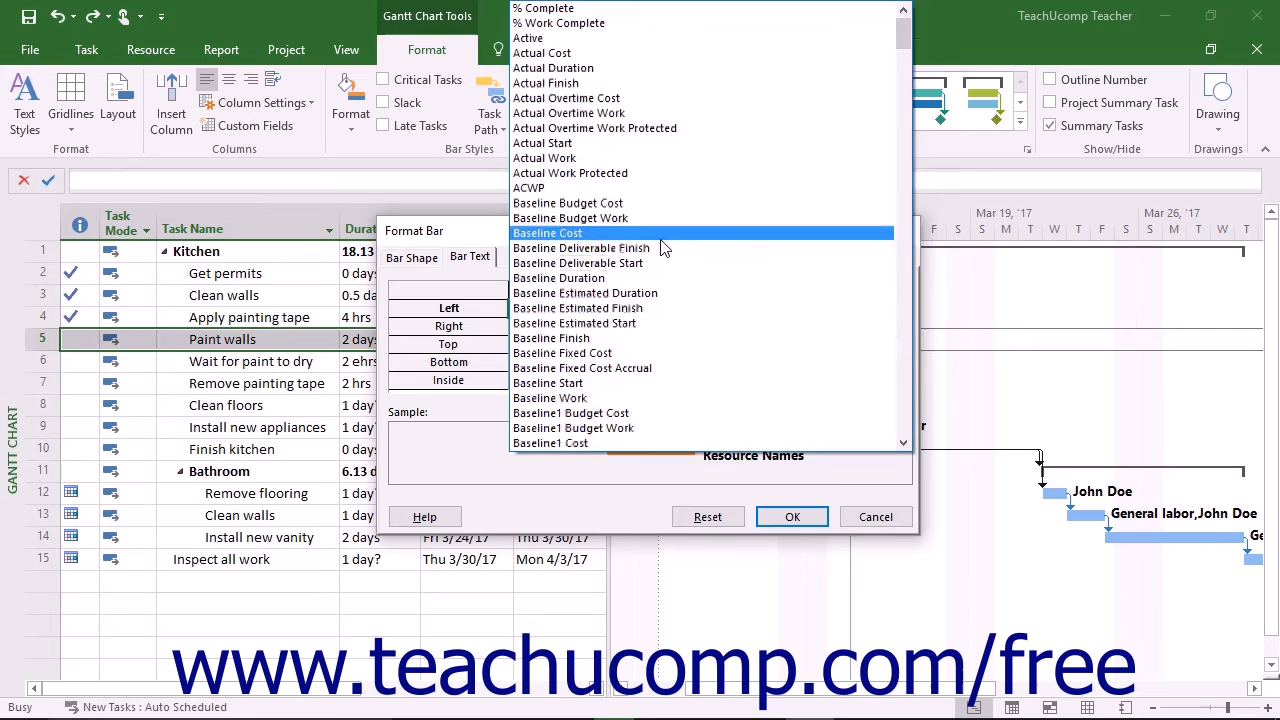 Gantt Chart Tools
TeachUcomp Teacher
File Task Resource Report Project View Format
Text Styles
Gridlines
Layout
Format
Insert Column
Column Settings
Custom Fields
Columns
Format
Critical Tasks
Slack
Late Tasks
Task Path
Bar Styles
Outline Number
Project Summary Task
Summary Tasks
Show/Hide
Drawing
Drawings
% Complete
% Work Complete
Active
Actual Cost
Actual Duration
Actual Finish
Actual Overtime Cost
Actual Overtime Work
Actual Overtime Work Protected
Actual Start
Actual Work
Actual Work Protected
ACWP
Baseline Budget Cost
Baseline Budget Work
Baseline Cost
Baseline Deliverable Finish
Baseline Deliverable Start
Baseline Duration
Baseline Estimated Duration
Baseline Estimated Finish
Baseline Estimated Start
Baseline Finish
Baseline Fixed Cost
Baseline Fixed Cost Accrual
Baseline Start
Baseline Work
Baseline1 Budget Cost
Baseline1 Budget Work
Baseline1 Cost
Format Bar
Bar Shape Bar Text
Left
Right
Top
Bottom
Inside
Sample:
Resource Names
Help Reset OK Cancel
Task Mode Task Name Durat
1 Kitchen 18.13
2 Get permits 0 days
3 Clean walls 0.5 da
4 Apply painting tape 4 hrs
5 Paint walls 2 days
6 Wait for paint to dry 2 ehrs
7 Remove painting tape 2 hrs
8 Clean floors 1 day?
9 Install new appliances 1 day?
10 Finish kitchen 1 day?
11 Bathroom 6.13 d
12 Remove flooring 1 day?
13 Clean walls 1 day?
14 Install new vanity 2 days Fri 3/24/17 Thu 3/30/17
15 Inspect all work 1 day? Thu 3/30/17 Mon 4/3/17
Mar 19, '17 Mar 26, '17
F S S M T W T F S S M T W T
r
John Doe
General labor,John Doe
Ge
GANTT CHART
www.teachucomp.com/free
Busy New Tasks : Auto Scheduled